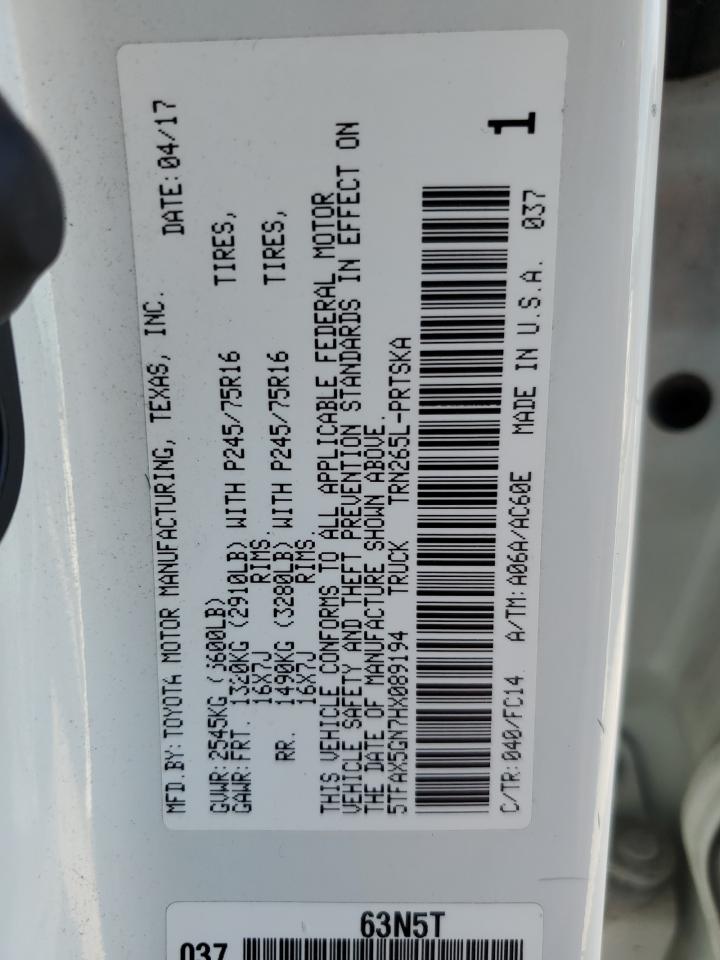 MFD.BY:TOYOTA MOTOR MANUFACTURING, TEXAS, INC. DATE:04/17
GVWR:2545KG (5600LB)
GAWR:FRT. 1320KG (2910LB) WITH P245/75R16 TIRES,
16X7J RIMS.
RR. 1490KG (3280LB) WITH P245/75R16 TIRES,
16X7J RIMS
THIS VEHICLE CONFORMS TO ALL APPLICABLE FEDERAL MOTOR
VEHICLE SAFETY AND THEFT PREVENTION STANDARDS IN EFFECT ON
THE DATE OF MANUFACTURE SHOWN ABOVE.
5TFAX5GN7HX089194 TRUCK TRN265L-PRTSKA
1
C/TR:040/FC14 A/TM:A06A/AC60E MADE IN U.S.A. 037
63N5T
037